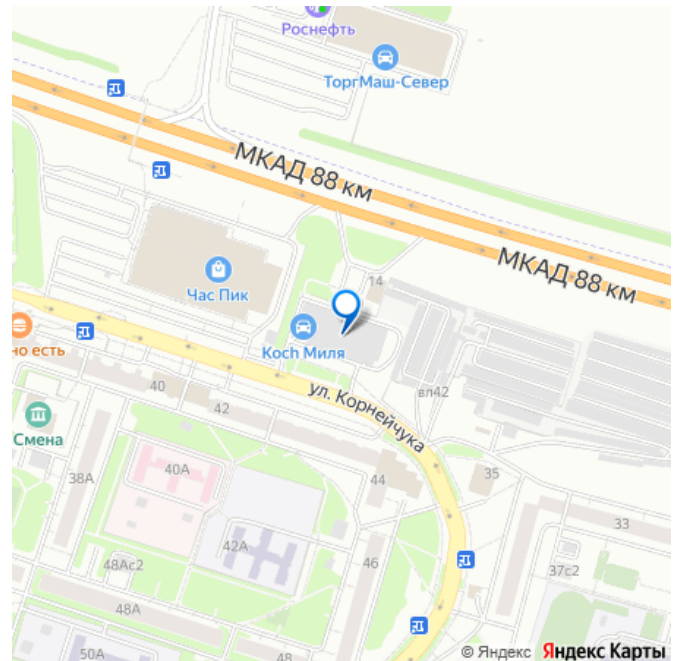 Роснефть
ТоргМаш-Север
МКАД 88 км
МКАД 88 км
14
Час Пик
Koch Миля
но есть
ул. Корнейчука
вл42
40
42
Смена
38А
40А
44
35
33
42А
46
48Ас2
37с2
48А
50А
48
© Яндекс Яндекс Карты